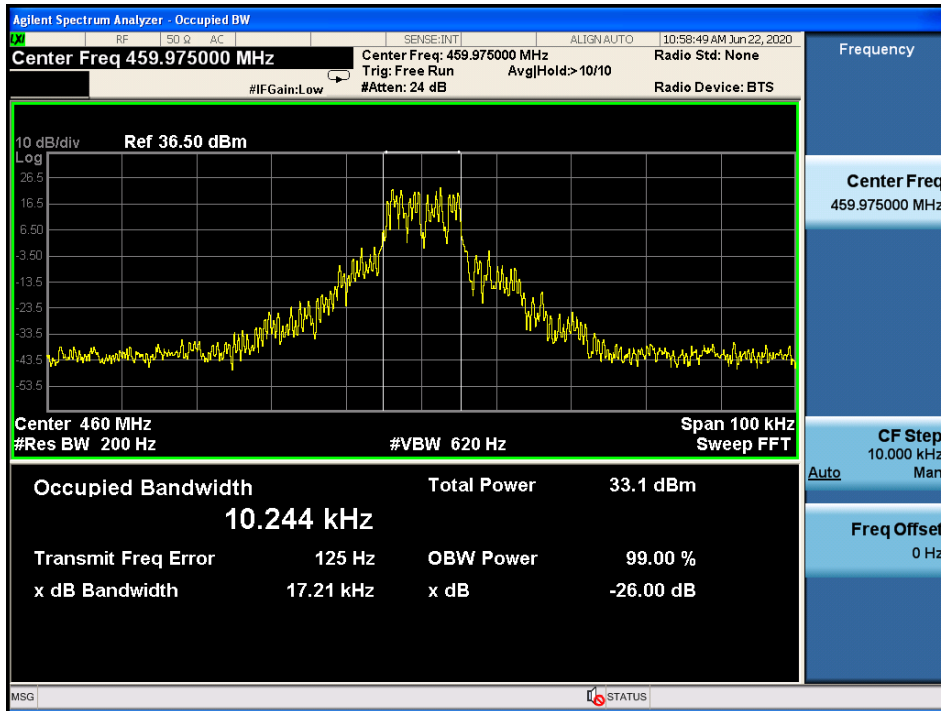 Agilent Spectrum Analyzer - Occupied BW
LXI RF 50 Ω AC SENSE:INT ALIGN AUTO 10:58:49 AM Jun 22, 2020
Center Freq 459.975000 MHz
Center Freq: 459.975000 MHz
Radio Std: None
Trig: Free Run Avg|Hold:>10/10
#IFGain:Low
#Atten: 24 dB
Radio Device: BTS
10 dB/div Ref 36.50 dBm
Log
26.5
16.5
6.50
-3.50
-13.5
-23.5
-33.5
-43.5
-53.5
Center 460 MHz
Span 100 kHz
#Res BW 200 Hz
#VBW 620 Hz
Sweep FFT
Occupied Bandwidth
Total Power 33.1 dBm
10.244 kHz
Transmit Freq Error 125 Hz
OBW Power 99.00 %
x dB Bandwidth 17.21 kHz
x dB -26.00 dB
MSG
STATUS
Frequency
Center Freq
459.975000 MHz
CF Step
10.000 kHz
Auto Man
Freq Offset
0 Hz